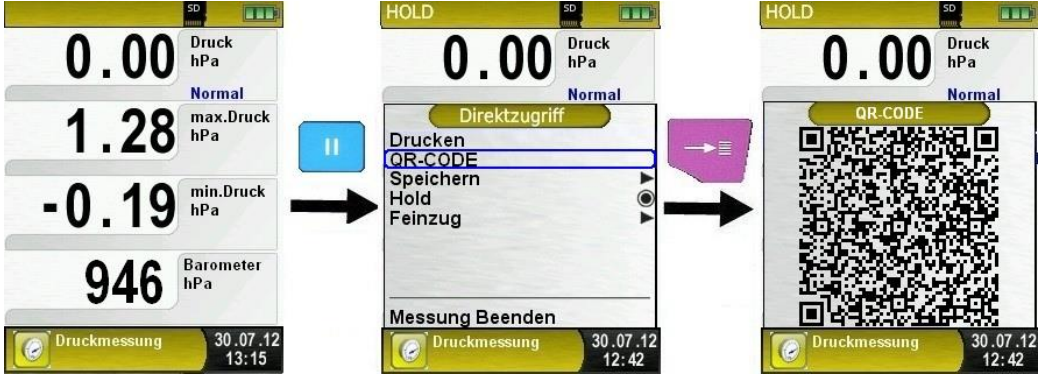 SD
0.00 Druck
hPa
Normal
1.28 max.Druck
hPa
-0.19 min.Druck
hPa
946 Barometer
hPa
Druckmessung 30.07.12
13:15
HOLD SD
0.00 Druck
hPa
Normal
Direktzugriff
Drucken
QR-CODE
Speichern
Hold
Feinzug
Messung Beenden
Druckmessung 30.07.12
12:42
HOLD SD
0.00 Druck
hPa
Normal
QR-CODE
Druckmessung 30.07.12
12:42